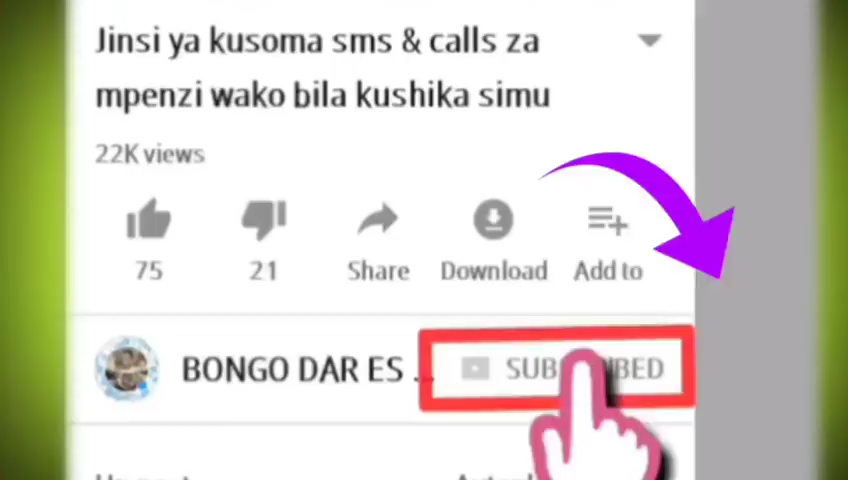 Jinsi ya kusoma sms & calls za
mpenzi wako bila kushika simu
22K views
75
21
Share
Download
Add to
BONGO DAR ES ...